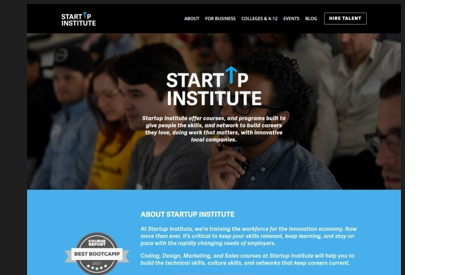 START↑P
INSTITUTE
ABOUT FOR BUSINESS COLLEGES & K-12 EVENTS BLOG HIRE TALENT
START↑P
INSTITUTE
Startup Institute offer courses, and programs built to
give people the skills, and network to build careers
they love, doing work that matters, with innovative
local companies.
ABOUT STARTUP INSTITUTE
At Startup Institute, we're training the workforce for the innovation economy. Now
more than ever, it's critical to keep your skills relevant, keep learning, and stay on
pace with the rapidly changing needs of employers.
COURSE
REPORT
BEST BOOTCAMP
Coding, Design, Marketing, and Sales courses at Startup Institute will help you to
build the technical skills, culture skills, and networks that keep careers current.